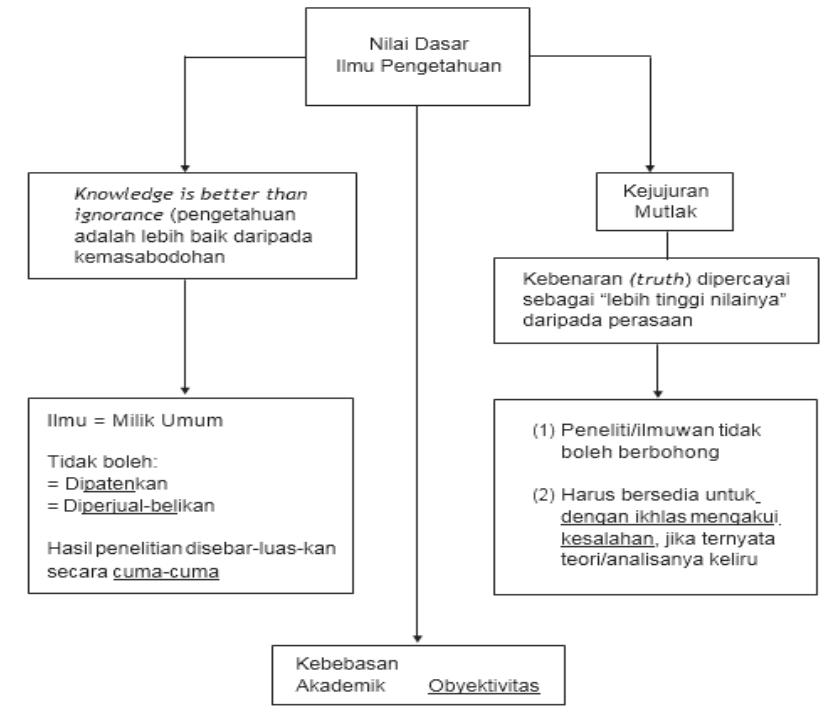 Nilai Dasar
Ilmu Pengetahuan
Knowledge is better than
ignorance (pengetahuan
adalah lebih baik daripada
kemasabodohan
Kejujuran
Mutlak
Kebenaran (truth) dipercayai
sebagai “lebih tinggi nilainya”
daripada perasaan
Ilmu = Milik Umum
Tidak boleh:
= Dipatenkan
= Diperjual-belikan
Hasil penelitian disebar-luas-kan
secara cuma-cuma
(1) Peneliti/ilmuwan tidak
boleh berbohong
(2) Harus bersedia untuk
dengan ikhlas mengakui
kesalahan, jika ternyata
teori/analisanya keliru
Kebebasan
Akademik Obyektivitas